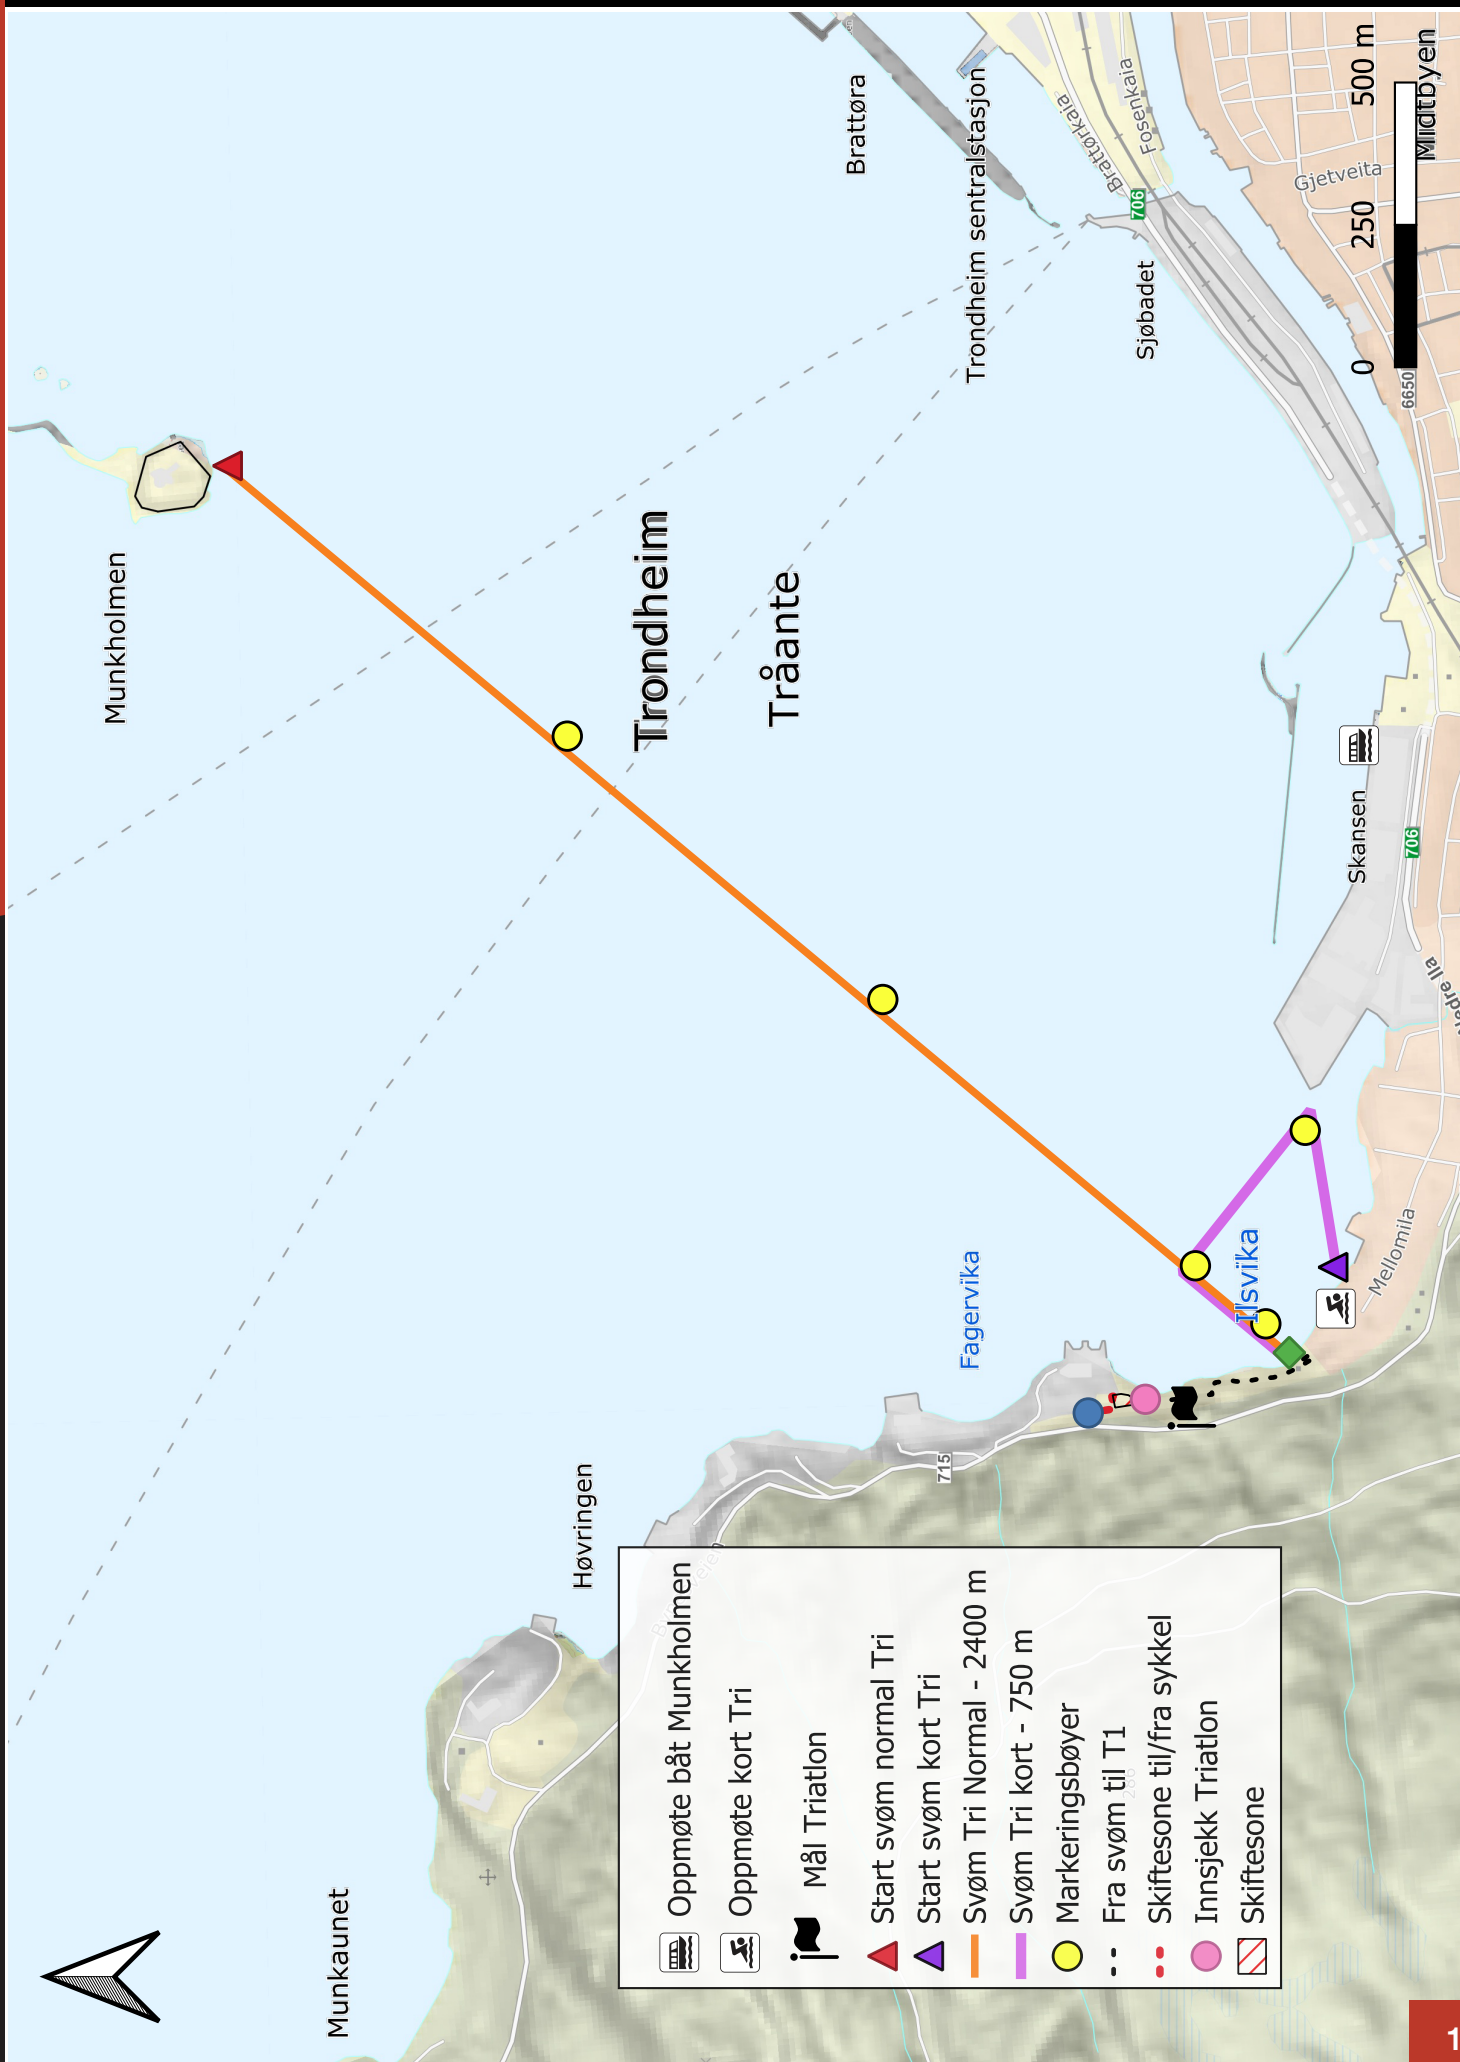 Munkholmen
Brattøra
Trondheim sentralstasjon
Brattørkaia
Fosenkaia
706
Sjøbadet
Gjetveita
Midtbyen
0 250 500 m
6650
Trondheim
Tråante
Skansen
706
Nedre Ila
Mellomila
Ilsvika
Fagervika
715
Høvringen
Munkaunet
Oppmøte båt Munkholmen
Oppmøte kort Tri
Mål Triatlon
Start svøm normal Tri
Start svøm kort Tri
Svøm Tri Normal - 2400 m
Svøm Tri kort - 750 m
Markeringsbøyer
Fra svøm til T1
Skiftesone til/fra sykkel
Innsjekk Triatlon
Skiftesone
1